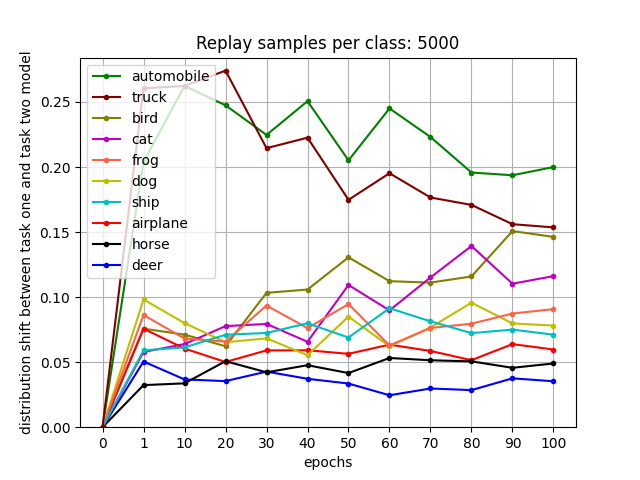 Replay samples per class: 5000
distribution shift between task one and task two model
0.25
0.20
0.15
0.10
0.05
0.00
automobile
truck
bird
cat
frog
dog
ship
airplane
horse
deer
0 1 10 20 30 40 50 60 70 80 90 100
epochs